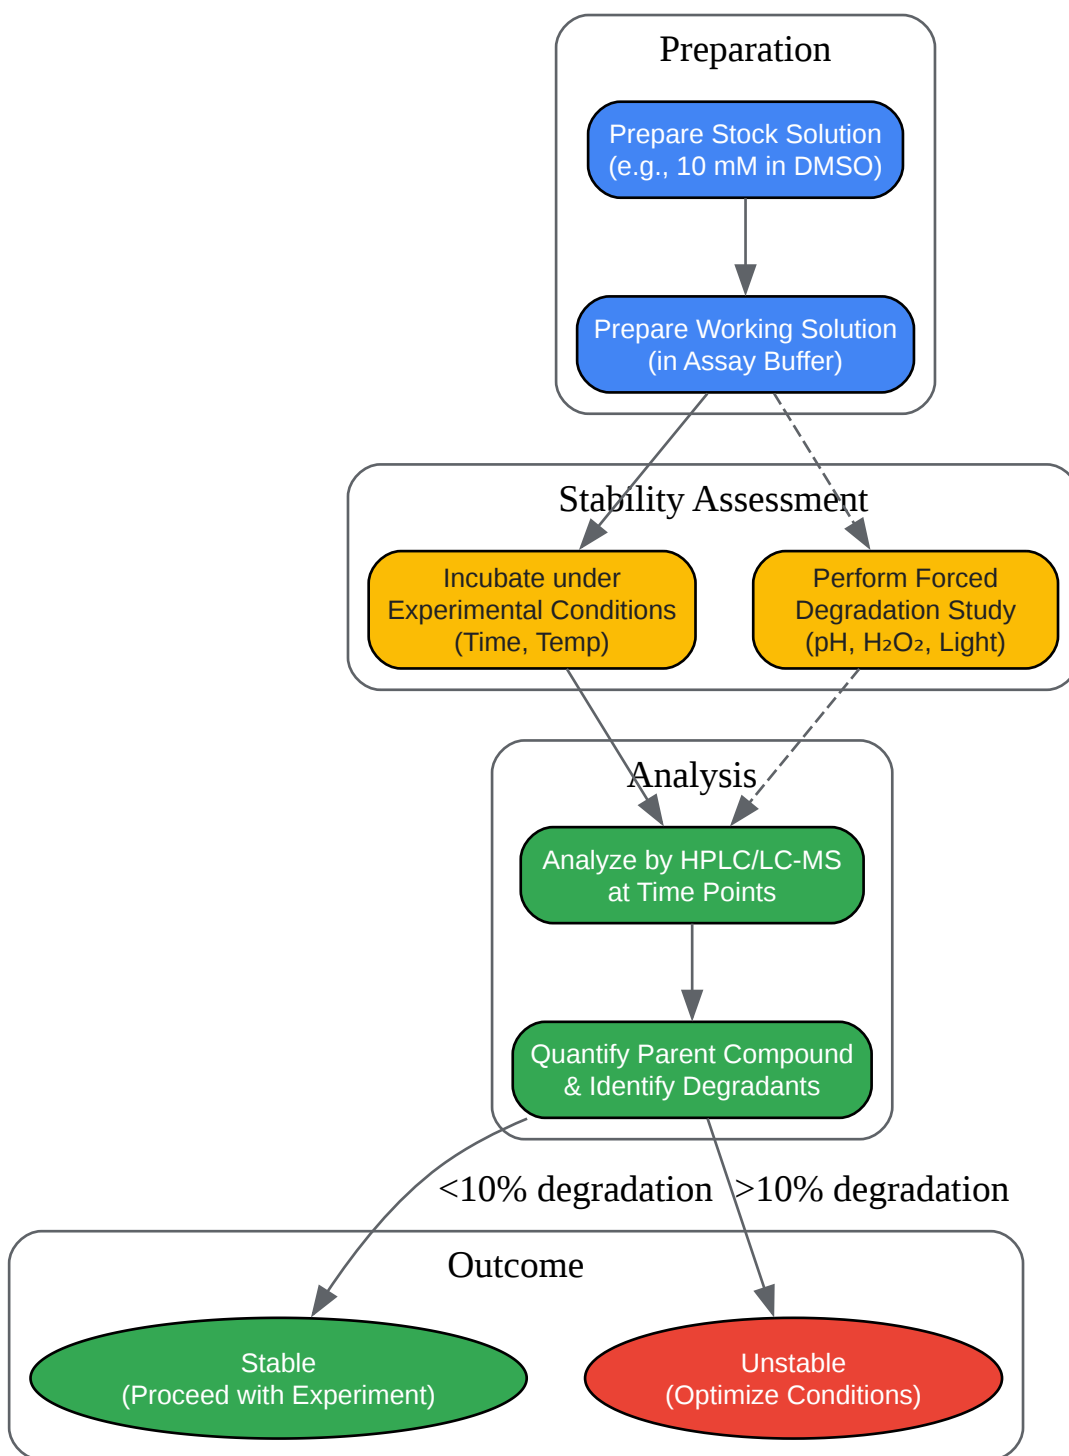 Preparation
Prepare Stock Solution
(e.g., 10 mM in DMSO)
Prepare Working Solution
(in Assay Buffer)
Stability Assessment
Incubate under
Experimental Conditions
(Time, Temp)
Perform Forced
Degradation Study
(pH, H₂O₂, Light)
Analysis
Analyze by HPLC/LC-MS
at Time Points
Quantify Parent Compound
& Identify Degradants
<10% degradation
>10% degradation
Outcome
Stable
(Proceed with Experiment)
Unstable
(Optimize Conditions)